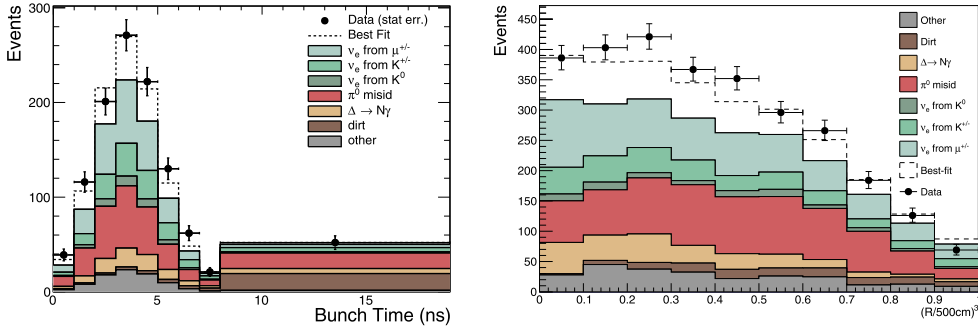 Events
300
200
100
0
0
5
10
15
Bunch Time (ns)
Data (stat err.)
Best Fit
νe from μ+/-
νe from K+/-
νe from K0
π0 misid
Δ → Nγ
dirt
other
Events
450
400
350
300
250
200
150
100
50
0
0
0.1
0.2
0.3
0.4
0.5
0.6
0.7
0.8
0.9
1
(R/500cm)3
Other
Dirt
Δ → Nγ
π0 misid
νe from K0
νe from K+/-
νe from μ+/-
Best-fit
Data